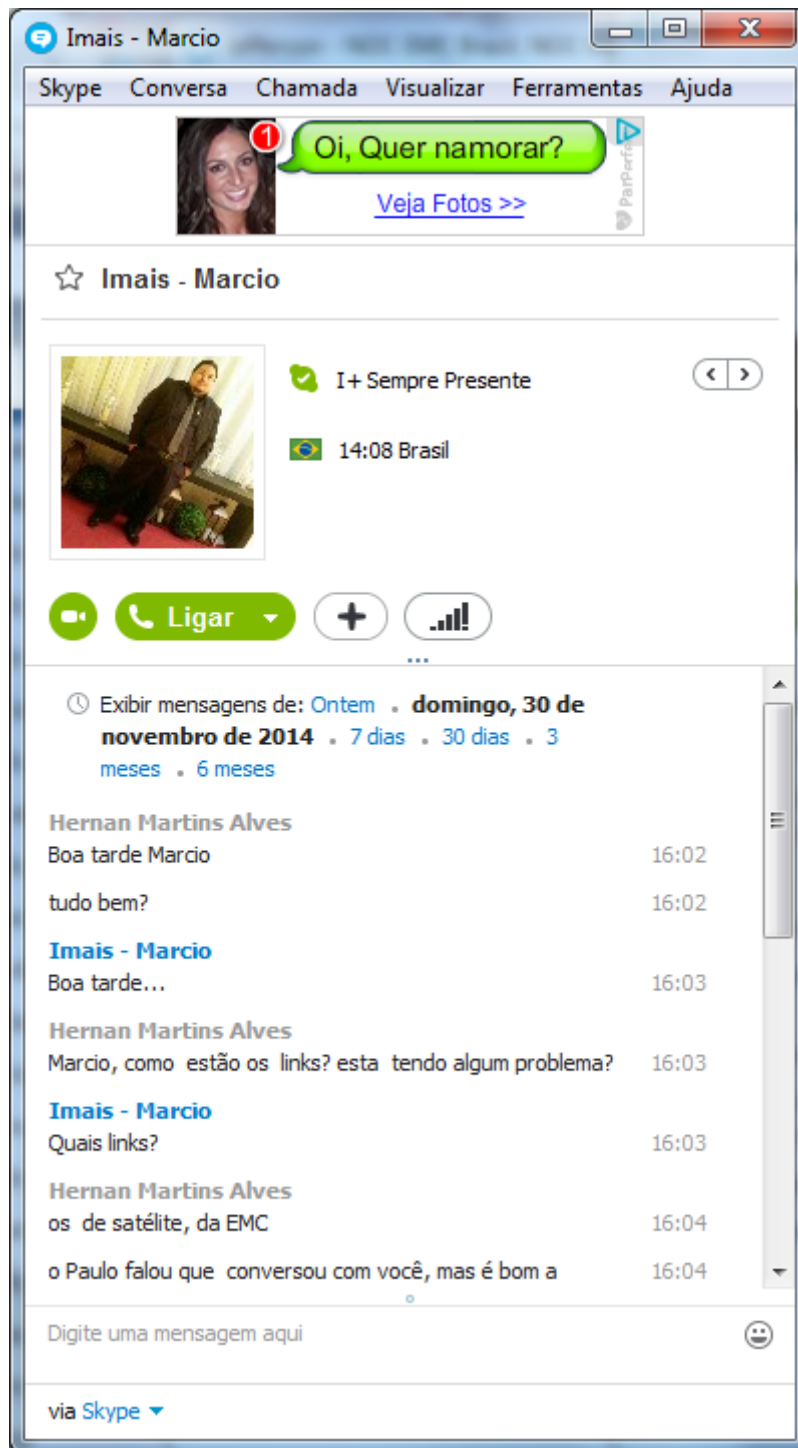 Imais - Marcio
Skype Conversa Chamada Visualizar Ferramentas Ajuda
1
Oi, Quer namorar?
Veja Fotos >>
ParPerfe
Imais - Marcio
I+ Sempre Presente
14:08 Brasil
Ligar
Exibir mensagens de: Ontem . domingo, 30 de
novembro de 2014 . 7 dias . 30 dias . 3
meses . 6 meses
Hernan Martins Alves
Boa tarde Marcio 16:02
tudo bem? 16:02
Imais - Marcio
Boa tarde... 16:03
Hernan Martins Alves
Marcio, como estão os links? esta tendo algum problema? 16:03
Imais - Marcio
Quais links? 16:03
Hernan Martins Alves
os de satélite, da EMC 16:04
o Paulo falou que conversou com você, mas é bom a 16:04
Digite uma mensagem aqui
via Skype